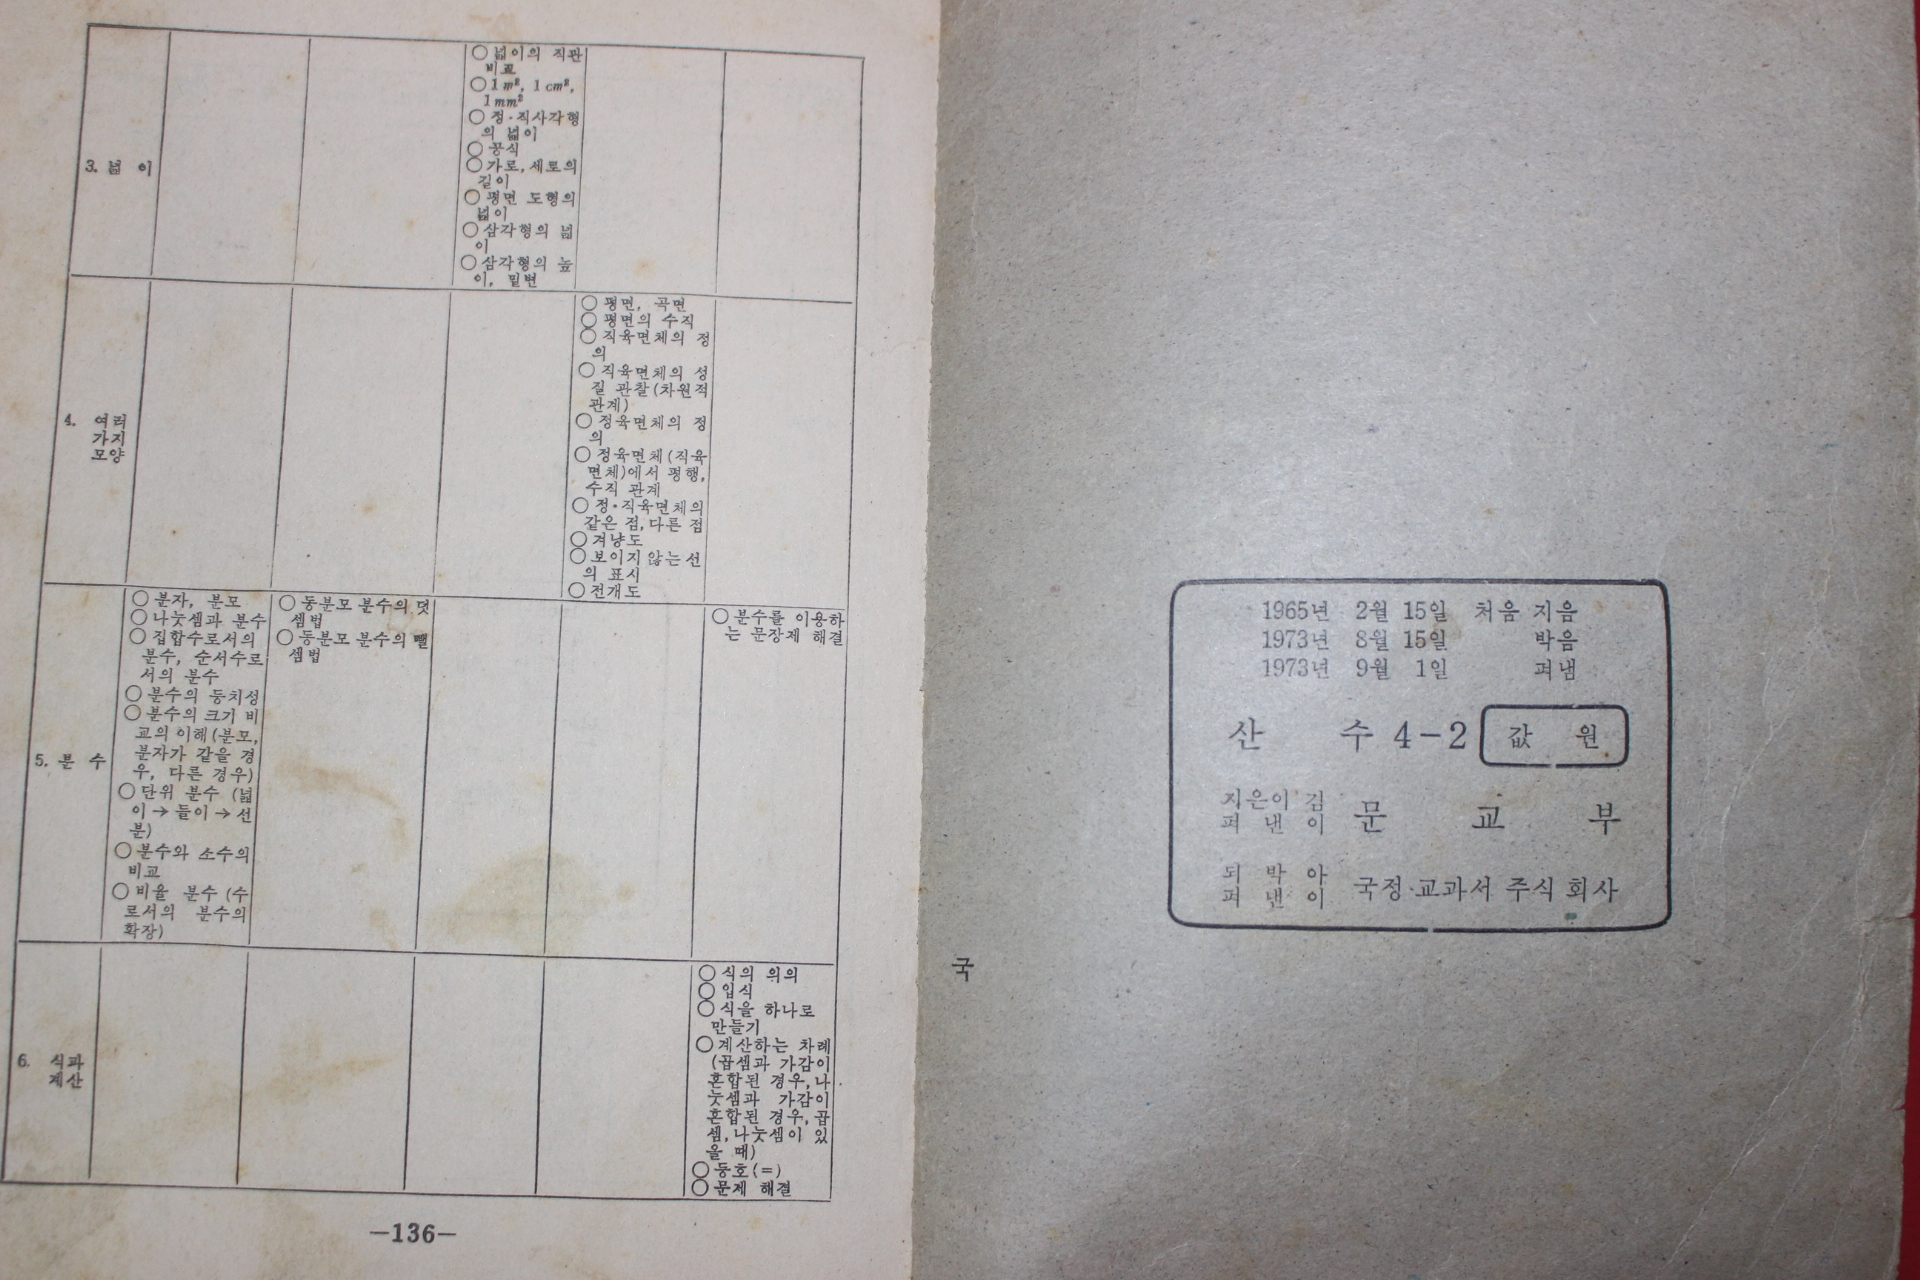 3. 넓 이
○ 넓이의 직관
비교
○ 1 m², 1 cm²,
1 mm²
○ 정·직사각형
의 넓이
○ 공식
○ 가로, 세로의
길이
○ 평면 도형의
넓이
○ 삼각형의 넓
이
○ 삼각형의 높
이, 밑변
4. 여러
가지
모양
○ 평면, 곡면
○ 평면의 수직
○ 직육면체의 정
의
○ 직육면체의 성
질 관찰(차원적
관계)
○ 정육면체의 정
의
○ 정육면체(직육
면체)에서 평행,
수직 관계
○ 정·직육면체의
같은 점, 다른 점
○ 겨냥도
○ 보이지 않는 선
의 표시
○ 전개도
5. 분 수
○ 분자, 분모
○ 나눗셈과 분수
○ 집합수로서의
분수, 순서수로
서의 분수
○ 분수의 등치성
○ 분수의 크기 비
교의 이해(분모,
분자가 같을 경
우, 다른 경우)
○ 단위 분수 (넓
이→들이→선
분)
○ 분수와 소수의
비교
○ 비율 분수 (수
로서의 분수의
확장)
○ 동분모 분수의 덧
셈법
○ 동분모 분수의 뺄
셈법
○ 분수를 이용하
는 문장제 해결
6. 식과
계산
○ 식의 의의
○ 입식
○ 식을 하나로
만들기
○ 계산하는 차례
(곱셈과 가감이
혼합된 경우, 나
눗셈과 가감이
혼합된 경우, 곱
셈, 나눗셈이 있
을 때)
○ 등호(=)
○ 문제 해결
—136—
1965년 2월 15일 처음 지음
1973년 8월 15일 박음
1973년 9월 1일 펴냄
산 수 4-2 값 원
지은이 겸
펴 낸 이 문 교 부
되 박 아
펴 낸 이 국정 교과서 주식 회사
국